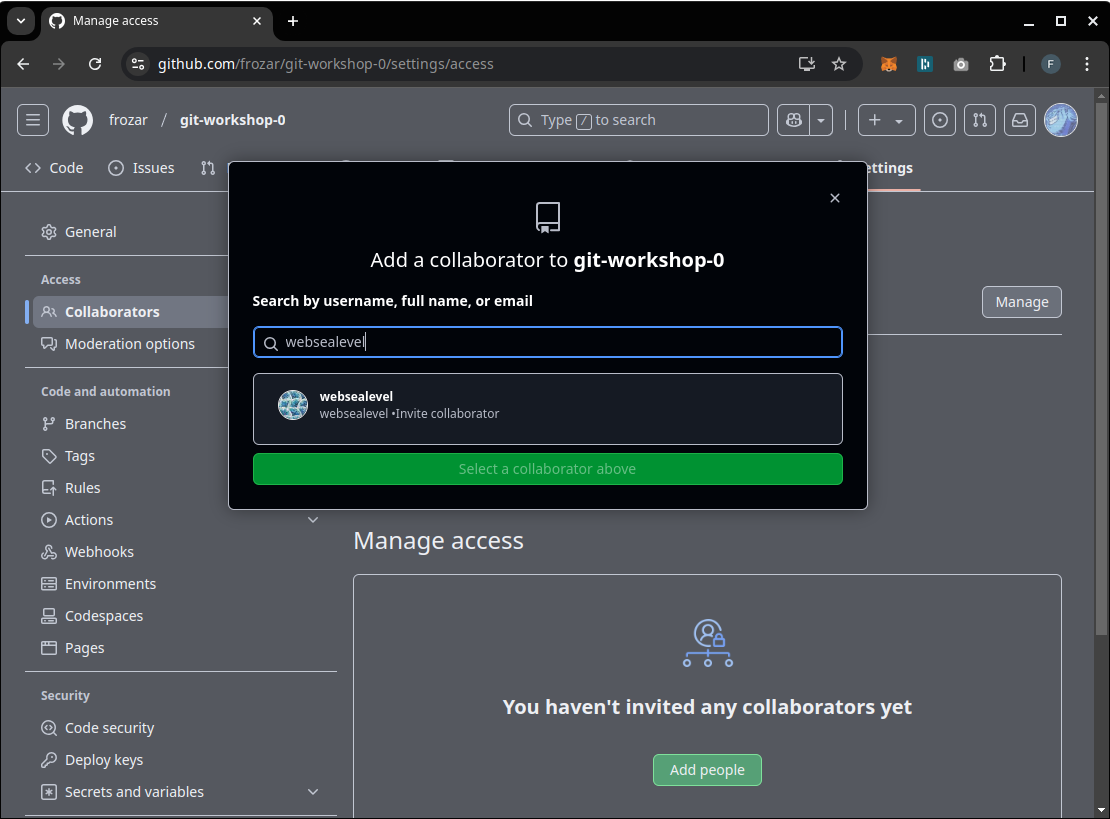 Manage access
github.com/frozar/git-workshop-0/settings/access
F
frozar / git-workshop-0
Type / to search
Code
Issues
ettings
General
Access
Collaborators
Moderation options
Code and automation
Branches
Tags
Rules
Actions
Webhooks
Environments
Codespaces
Pages
Security
Code security
Deploy keys
Secrets and variables
Add a collaborator to git-workshop-0
Search by username, full name, or email
websealevel
websealevel
websealevel •Invite collaborator
Select a collaborator above
Manage
Manage access
You haven't invited any collaborators yet
Add people